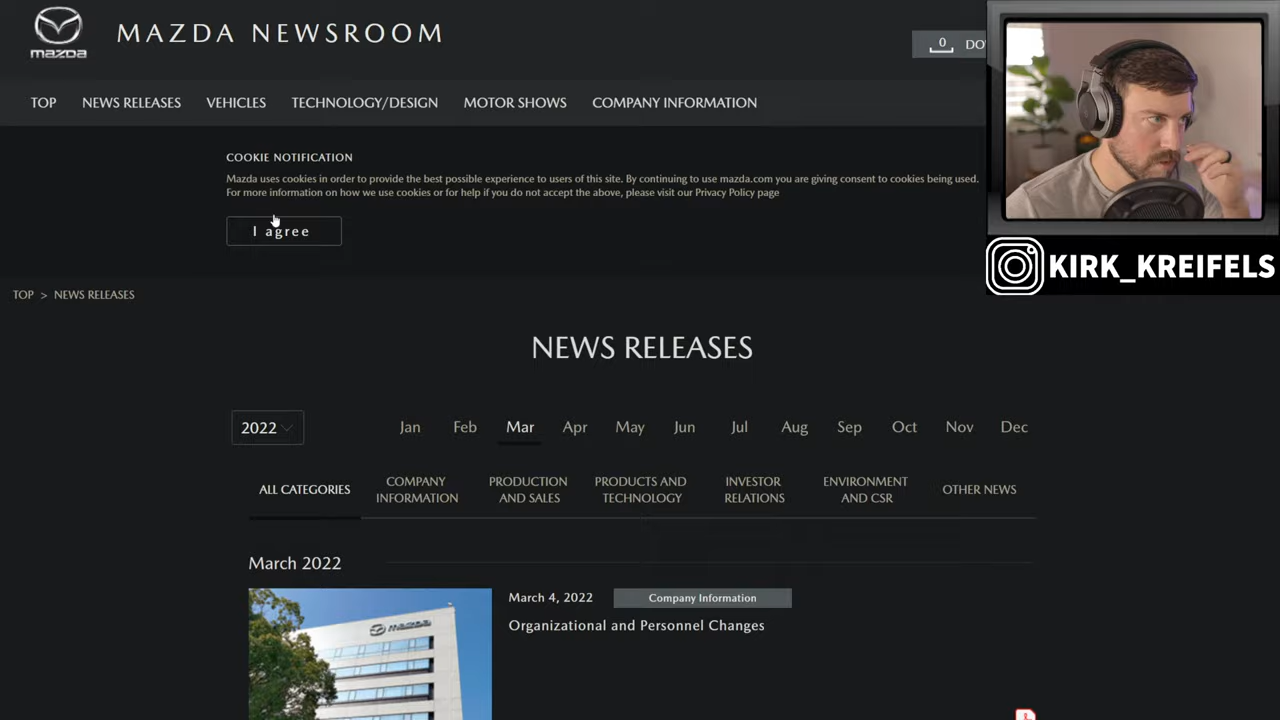 mazda
MAZDA NEWSROOM
0
TOP
NEWS RELEASES
VEHICLES
TECHNOLOGY/DESIGN
MOTOR SHOWS
COMPANY INFORMATION
COOKIE NOTIFICATION
Mazda uses cookies in order to provide the best possible experience to users of this site. By continuing to use mazda.com you are giving consent to cookies being used.
For more information on how we use cookies or for help if you do not accept the above, please visit our Privacy Policy page
I agree
KIRK_KREIFELS
TOP > NEWS RELEASES
NEWS RELEASES
2022
Jan Feb Mar Apr May Jun Jul Aug Sep Oct Nov Dec
ALL CATEGORIES
COMPANY
INFORMATION
PRODUCTION
AND SALES
PRODUCTS AND
TECHNOLOGY
INVESTOR
RELATIONS
ENVIRONMENT
AND CSR
OTHER NEWS
March 2022
mazda
March 4, 2022
Company Information
Organizational and Personnel Changes